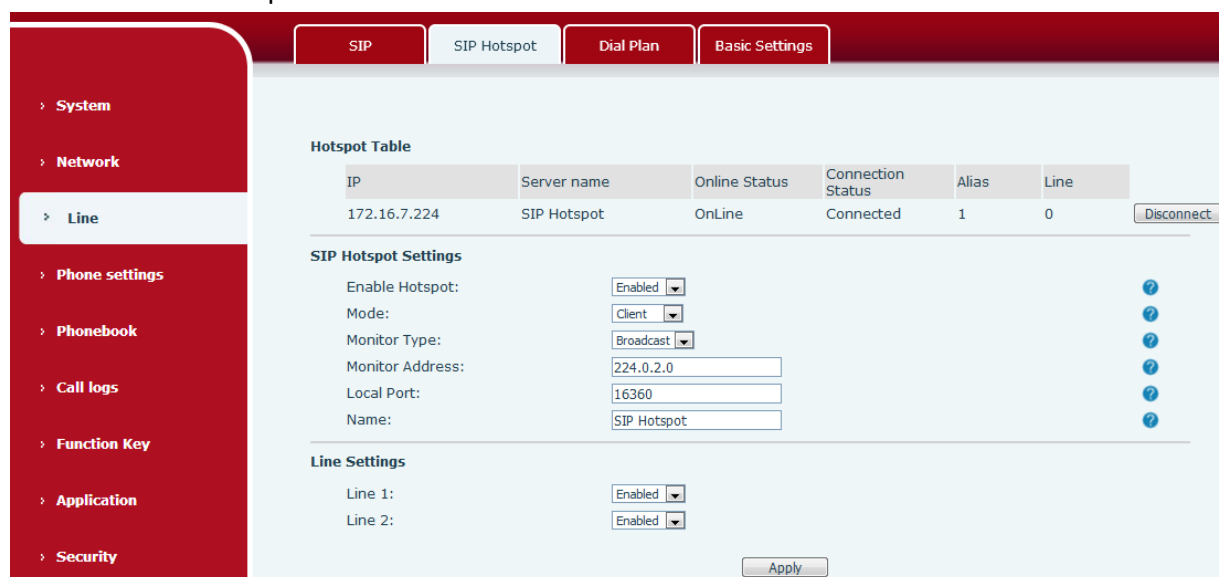 SIP SIP Hotspot Dial Plan Basic Settings
System
Network
Line
Phone settings
Phonebook
Call logs
Function Key
Application
Security
Hotspot Table
IP Server name Online Status Connection Status Alias Line
172.16.7.224 SIP Hotspot OnLine Connected 1 0 Disconnect
SIP Hotspot Settings
Enable Hotspot: Enabled
Mode: Client
Monitor Type: Broadcast
Monitor Address: 224.0.2.0
Local Port: 16360
Name: SIP Hotspot
Line Settings
Line 1: Enabled
Line 2: Enabled
Apply